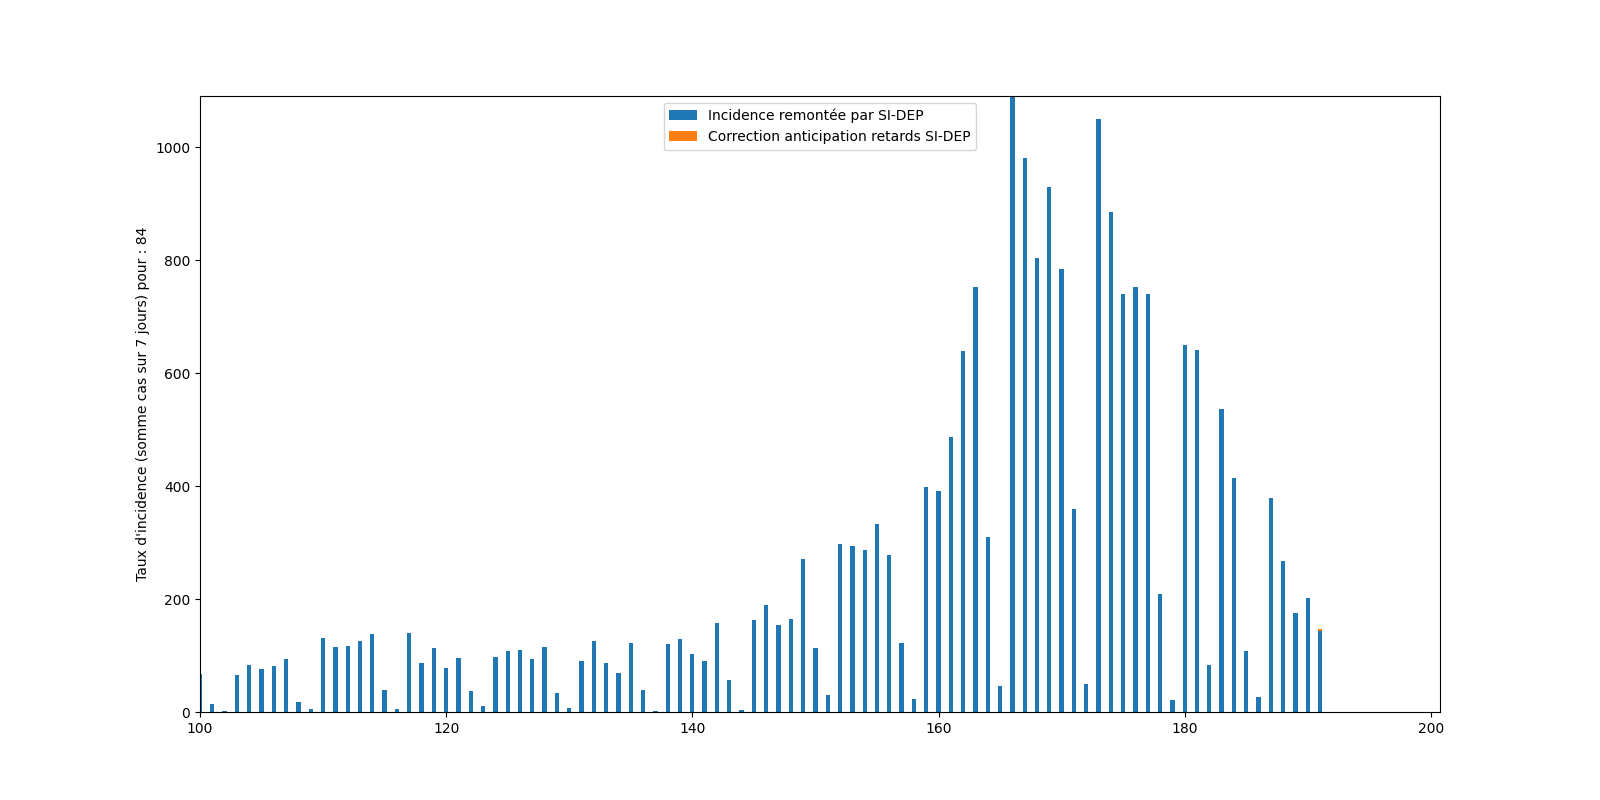 Incidence remontée par SI-DEP
Correction anticipation retards SI-DEP
Taux d'incidence (somme cas sur 7 jours) pour : 84
1000
800
600
400
200
0
100 120 140 160 180 200